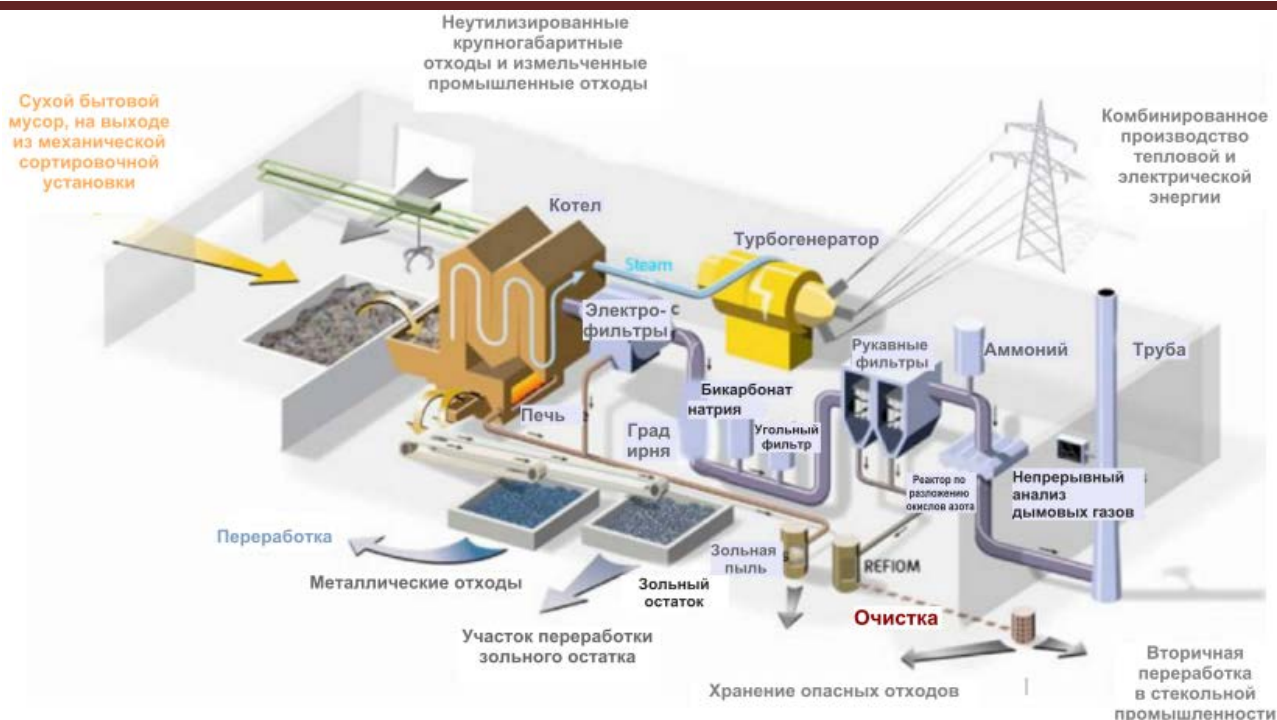 Неутилизированные
крупногабаритные
отходы и измельченные
промышленные отходы
Сухой бытовой
мусор, на выходе
из механической
сортировочной
установки
Комбинированное
производство
тепловой и
электрической
энергии
Котел
Турбогенератор
Steam
Электро-
фильтры
Рукавные
фильтры
Аммоний
Труба
Бикарбонат
натрия
Печь
Град
ирня
Угольный
фильтр
Реактор по
разложению
окислов азота
Непрерывный
анализ
дымовых газов
Переработка
Металлические отходы
Зольный
остаток
Зольная
пыль
REFIOM
Очистка
Участок переработки
зольного остатка
Хранение опасных отходов
Вторичная
переработка
в стекольной
промышленности